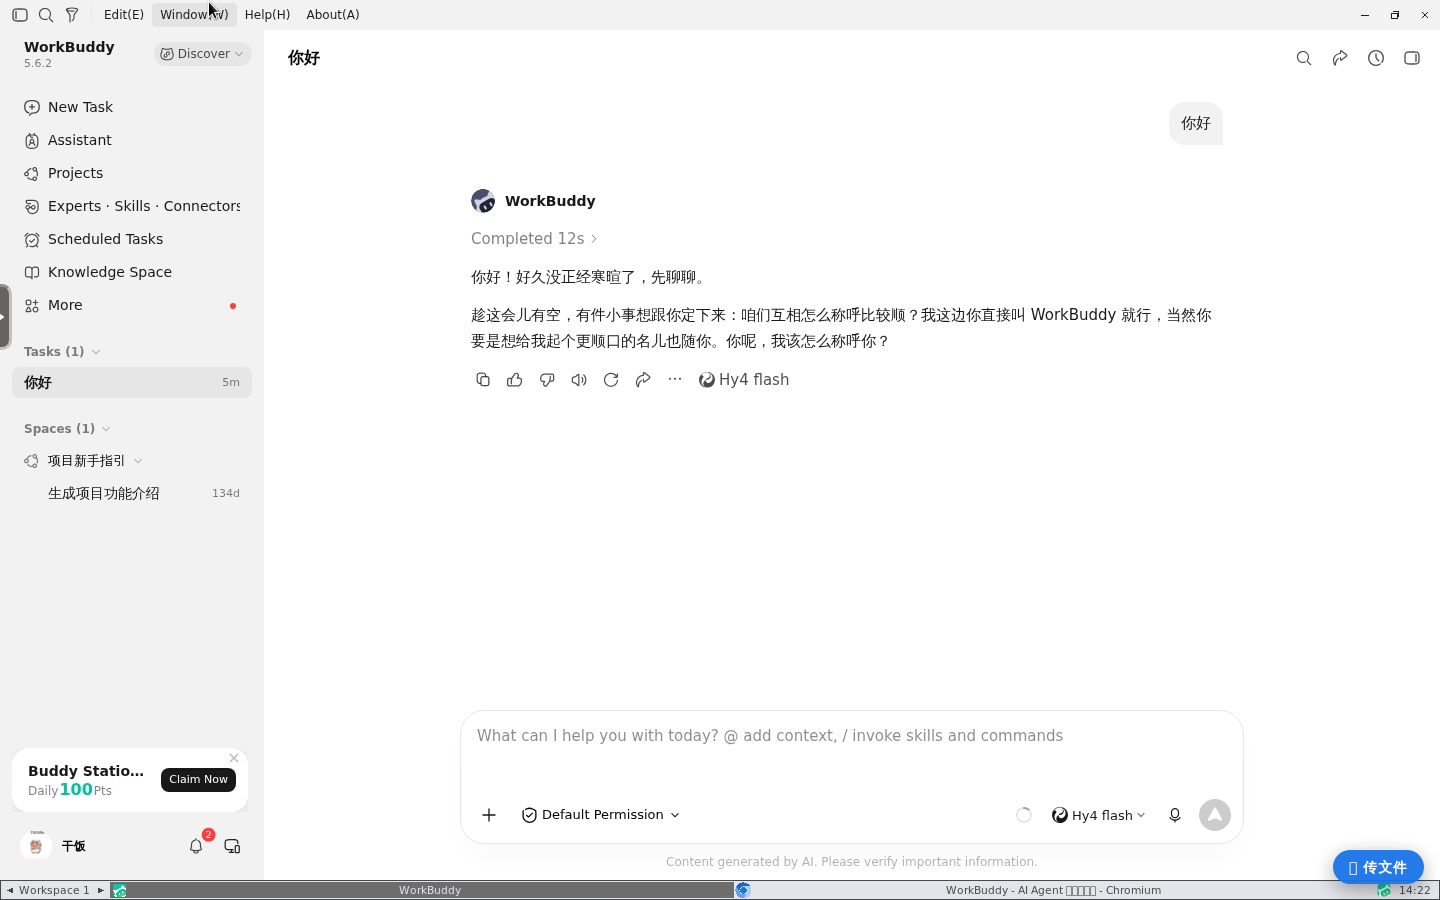 Edit(E) Window(W) Help(H) About(A)
WorkBuddy
5.6.2
Discover
New Task
Assistant
Projects
Experts · Skills · Connectors
Scheduled Tasks
Knowledge Space
More
Tasks (1)
你好 5m
Spaces (1)
项目新手指引
生成项目功能介绍 134d
Buddy Statio...
Daily 100 Pts
Claim Now
干饭
2
你好
你好
WorkBuddy
Completed 12s
你好！好久没正经寒暄了，先聊聊。
趁这会儿有空，有件小事想跟你定下来：咱们互相怎么称呼比较顺？我这边你直接叫 WorkBuddy 就行，当然你
要是想给我起个更顺口的名儿也随你。你呢，我该怎么称呼你？
Hy4 flash
What can I help you with today? @ add context, / invoke skills and commands
Default Permission
Hy4 flash
Content generated by AI. Please verify important information.
传文件
Workspace 1
WorkBuddy
WorkBuddy - AI Agent - Chromium
14:22